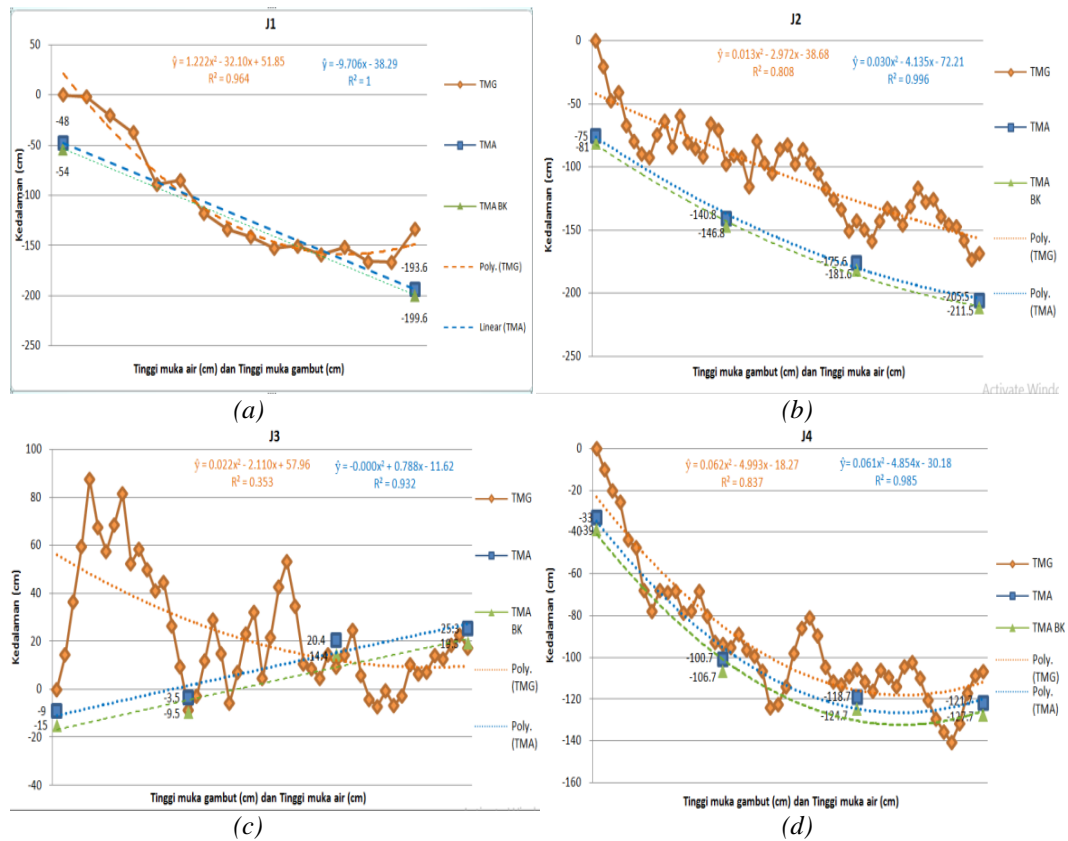 J1
ŷ = 1.222x² - 32.10x + 51.85
R² = 0.964
ŷ = -9.706x - 38.29
R² = 1
Kedalaman (cm)
50
0
-50
-100
-150
-200
-250
-48
-54
-193.6
-199.6
TMG
TMA
TMA BK
Poly. (TMG)
Linear (TMA)
Tinggi muka air (cm) dan Tinggi muka gambut (cm)
(a)
J2
ŷ = 0.013x² - 2.972x - 38.68
R² = 0.808
ŷ = 0.030x² - 4.135x - 72.21
R² = 0.996
Kedalaman (cm)
0
-50
-100
-150
-200
-250
-75
-81
-140.8
-146.8
-175.6
-181.6
-205.5
-211.5
TMG
TMA
TMA
BK
Poly.
(TMG)
Poly.
(TMA)
Tinggi muka gambut (cm) dan Tinggi muka air (cm)
Activate Windo
(b)
J3
ŷ = 0.022x² - 2.110x + 57.96
R² = 0.353
ŷ = -0.000x² + 0.788x - 11.62
R² = 0.932
Kedalaman (cm)
100
80
60
40
20
0
-20
-40
-9
-15
-3.5
-9.5
20.4
14.4
25.3
19.3
TMG
TMA
TMA
BK
Poly.
(TMG)
Poly.
(TMA)
Tinggi muka gambut (cm) dan Tinggi muka air (cm)
(c)
J4
ŷ = 0.062x² - 4.993x - 18.27
R² = 0.837
ŷ = 0.061x² - 4.854x - 30.18
R² = 0.985
Kedalaman (cm)
0
-20
-40
-60
-80
-100
-120
-140
-160
-33
-39
-100.7
-106.7
-118.7
-124.7
-121.7
-127.7
TMG
TMA
TMA BK
Poly.
(TMG)
Poly.
(TMA)
Tinggi muka gambut (cm) dan Tinggi muka air (cm)
(d)